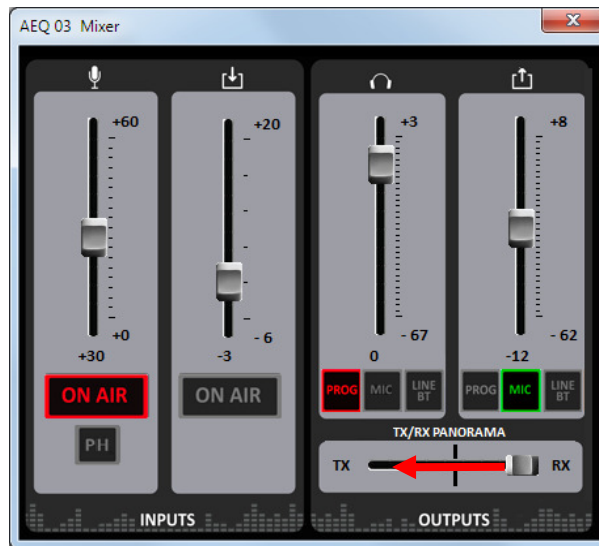 AEQ 03 Mixer
+60
+0
+30
ON AIR
PH
+20
- 6
-3
ON AIR
INPUTS
+3
- 67
0
PROG MIC LINE BT
+8
- 62
-12
PROG MIC LINE BT
TX/RX PANORAMA
TX RX
OUTPUTS